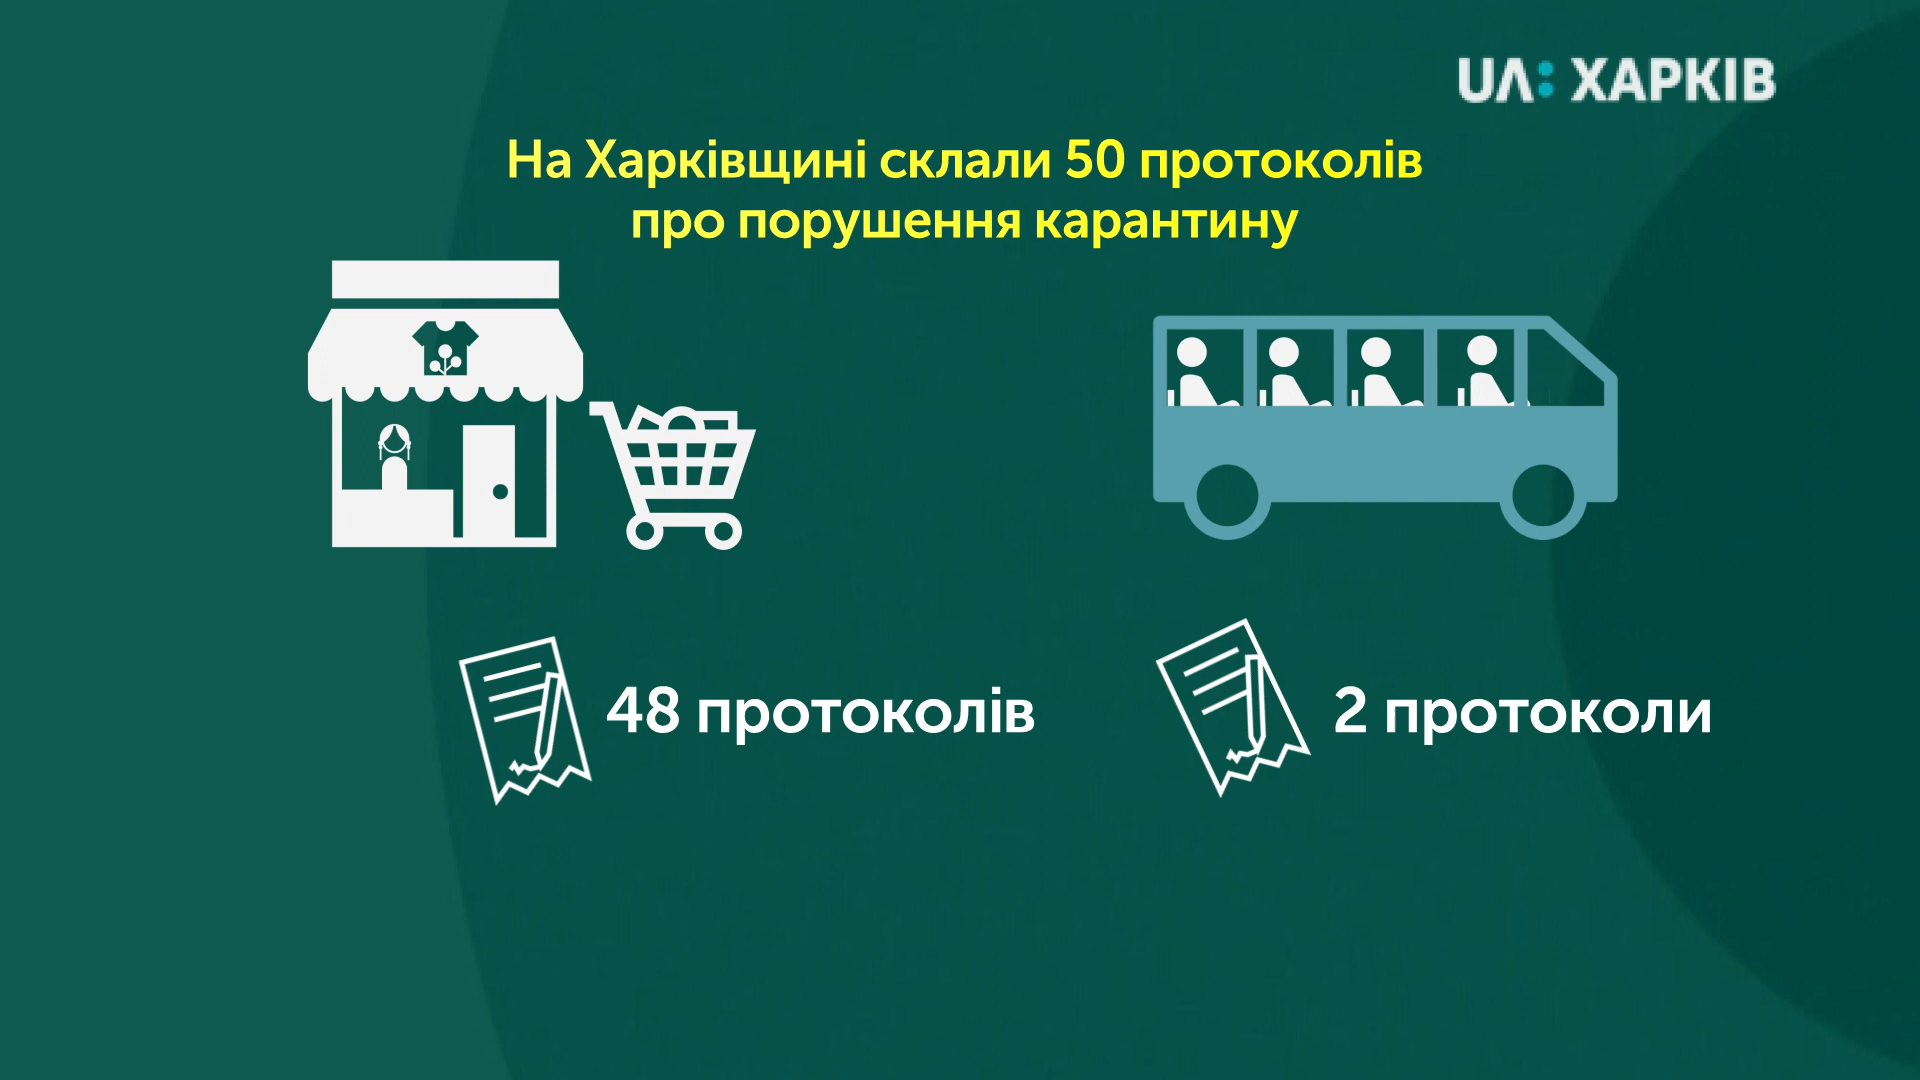 UA: ХАРКІВ
На Харківщині склали 50 протоколів
про порушення карантину
48 протоколів
2 протоколи